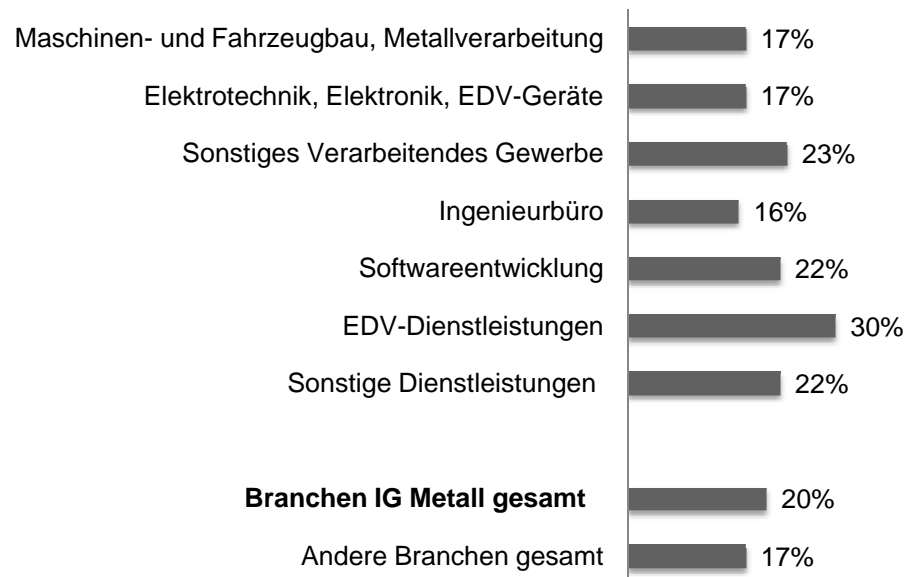 Maschinen- und Fahrzeugbau, Metallverarbeitung 17%
Elektrotechnik, Elektronik, EDV-Geräte 17%
Sonstiges Verarbeitendes Gewerbe 23%
Ingenieurbüro 16%
Softwareentwicklung 22%
EDV-Dienstleistungen 30%
Sonstige Dienstleistungen 22%
Branchen IG Metall gesamt 20%
Andere Branchen gesamt 17%